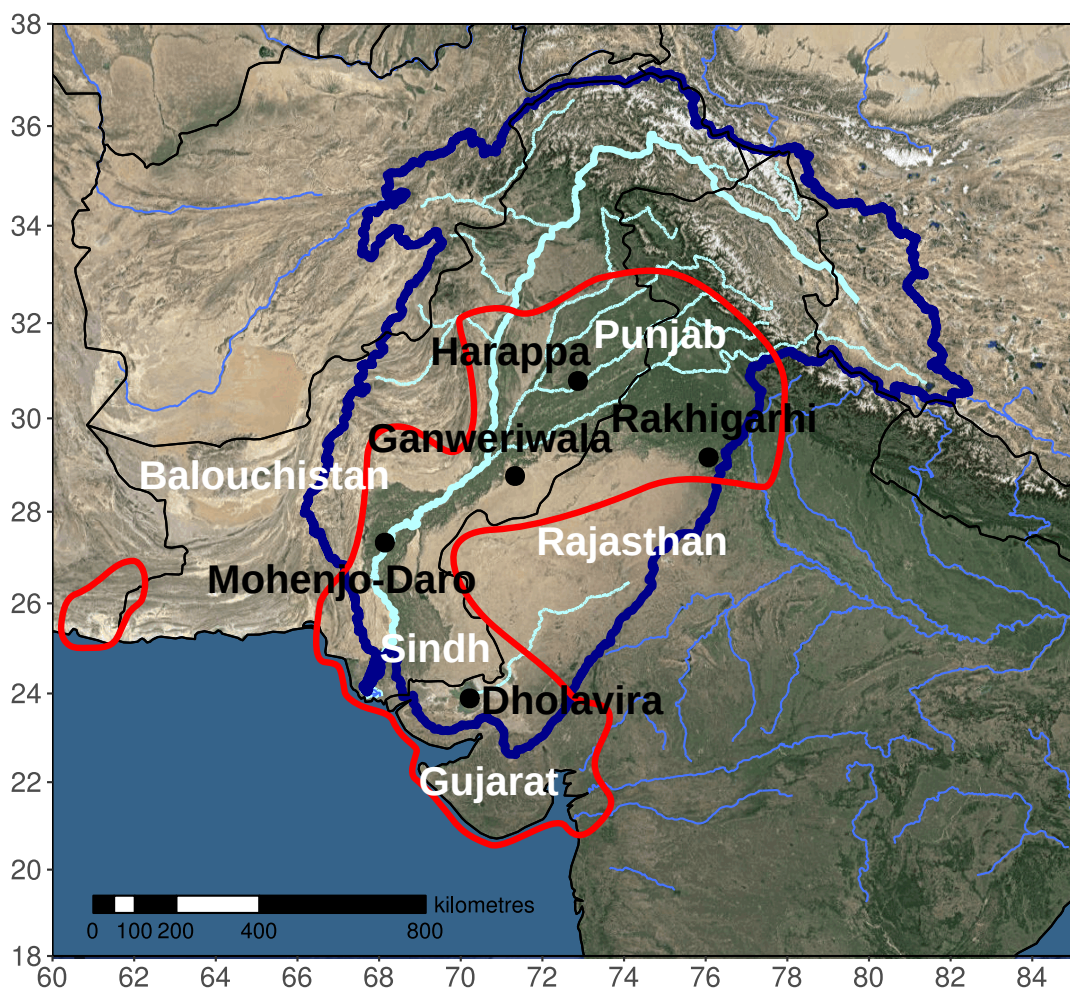 38
36
34
32
30
28
26
24
22
20
18
Punjab
Harappa
Rakhigarhi
Ganweriwala
Balouchistan
Rajasthan
Mohenjo-Daro
Sindh
Dholavira
Gujarat
kilometres
0 100 200 400 800
60 62 64 66 68 70 72 74 76 78 80 82 84